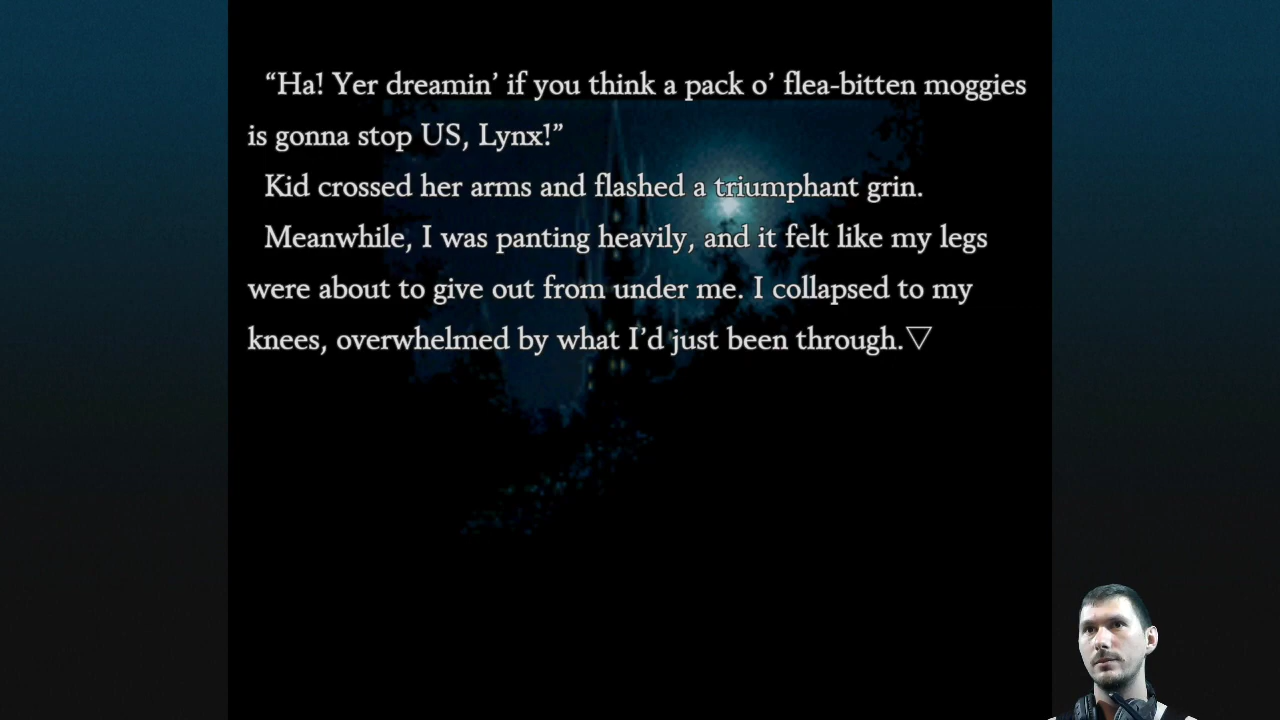 “Ha! Yer dreamin’ if you think a pack o’ flea-bitten moggies
is gonna stop US, Lynx!”
Kid crossed her arms and flashed a triumphant grin.
Meanwhile, I was panting heavily, and it felt like my legs
were about to give out from under me. I collapsed to my
knees, overwhelmed by what I’d just been through.▽